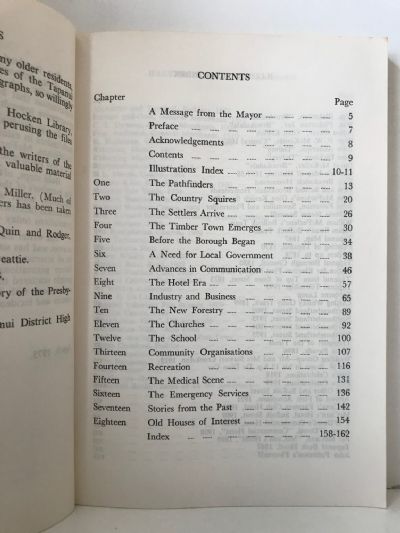 S
my older residents,
es of the Tapanui
graphs, so willingly
Hocken Library,
perusing the files
the writers of the
valuable material
Miller, (Much of
ers has been taken
Quin and Rodger,
eattie.
ory of the Presby-
nui District High
CONTENTS
Chapter Page
A Message from the Mayor 5
Preface 7
Acknowledgements 8
Contents 9
Illustrations Index 10-11
One The Pathfinders 13
Two The Country Squires 20
Three The Settlers Arrive 26
Four The Timber Town Emerges 30
Five Before the Borough Began 34
Six A Need for Local Government 38
Seven Advances in Communication 46
Eight The Hotel Era 57
Nine Industry and Business 65
Ten The New Forestry 89
Eleven The Churches 92
Twelve The School 100
Thirteen Community Organisations 107
Fourteen Recreation 116
Fifteen The Medical Scene 131
Sixteen The Emergency Services 136
Seventeen Stories from the Past 142
Eighteen Old Houses of Interest 154
Index 158-162